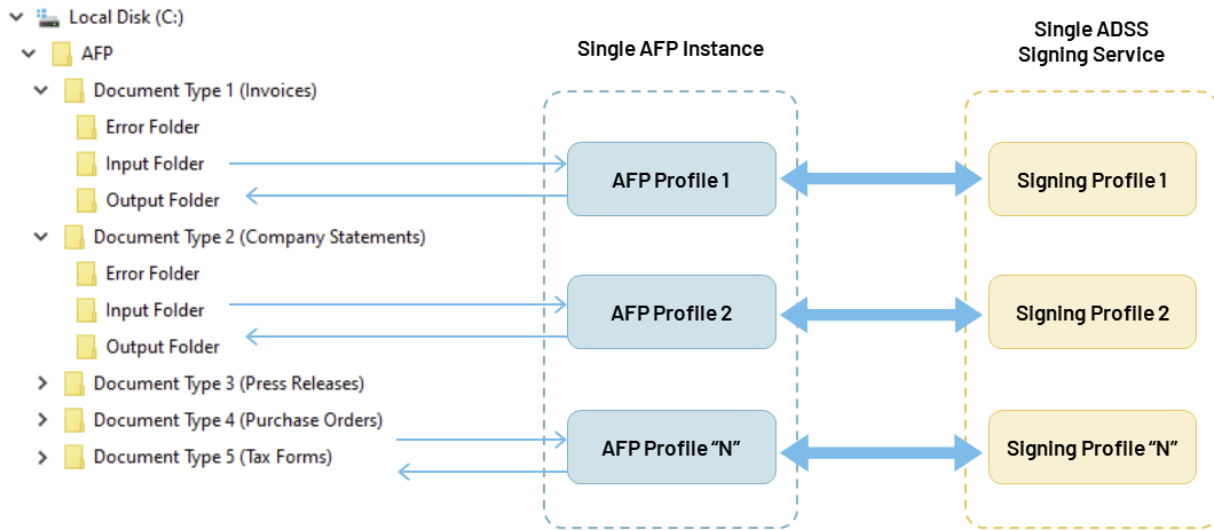 Local Disk (C:)
AFP
Document Type 1 (Invoices)
Error Folder
Input Folder
Output Folder
Document Type 2 (Company Statements)
Error Folder
Input Folder
Output Folder
Document Type 3 (Press Releases)
Document Type 4 (Purchase Orders)
Document Type 5 (Tax Forms)
Single AFP Instance
AFP Profile 1
AFP Profile 2
AFP Profile “N”
Single ADSS
Signing Service
Signing Profile 1
Signing Profile 2
Signing Profile “N”